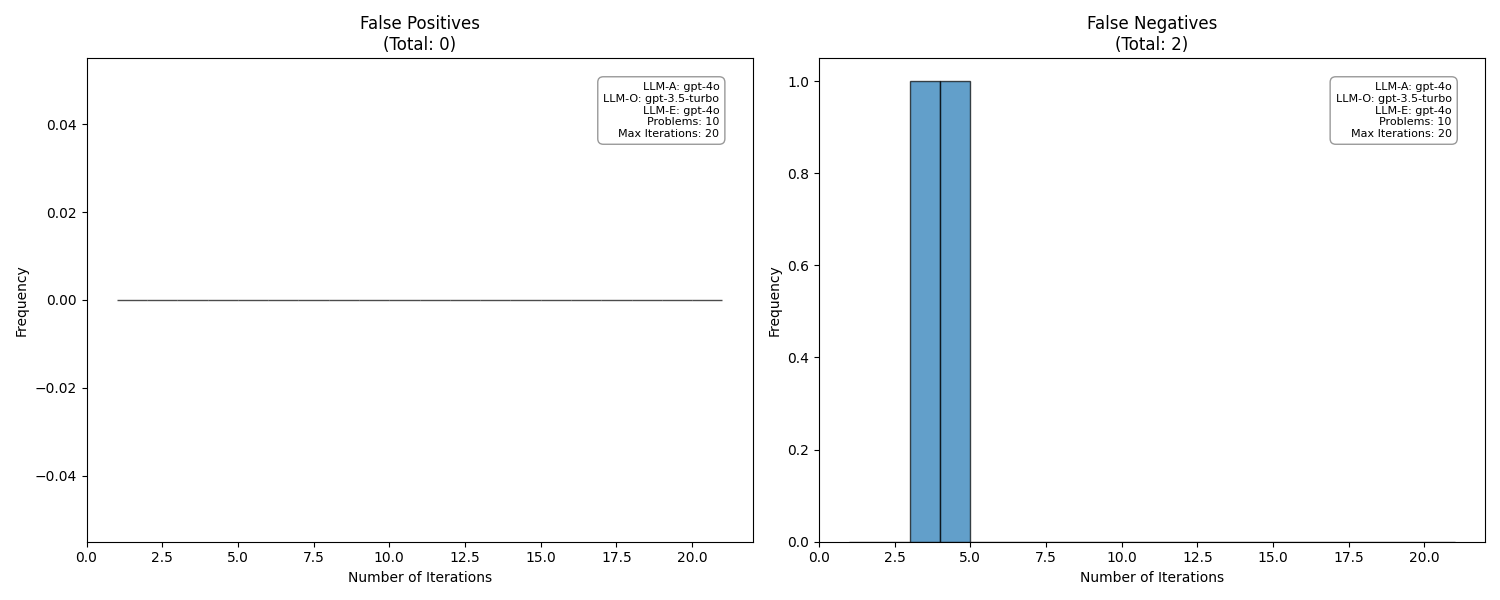 False Positives
(Total: 0)
LLM-A: gpt-4o
LLM-O: gpt-3.5-turbo
LLM-E: gpt-4o
Problems: 10
Max Iterations: 20
Frequency
0.04
0.02
0.00
−0.02
−0.04
0.0 2.5 5.0 7.5 10.0 12.5 15.0 17.5 20.0
Number of Iterations
False Negatives
(Total: 2)
LLM-A: gpt-4o
LLM-O: gpt-3.5-turbo
LLM-E: gpt-4o
Problems: 10
Max Iterations: 20
Frequency
1.0
0.8
0.6
0.4
0.2
0.0
0.0 2.5 5.0 7.5 10.0 12.5 15.0 17.5 20.0
Number of Iterations